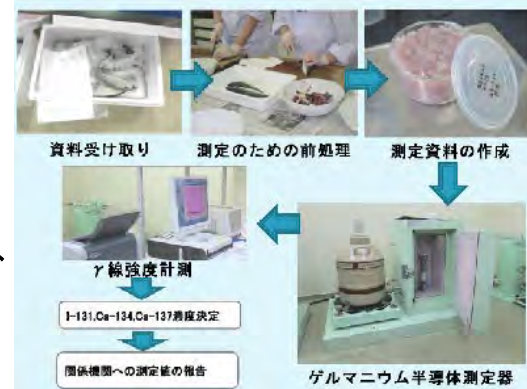 資料受け取り
測定のための前処理
測定資料の作成
γ線強度計測
I-131,Cs-134,Cs-137濃度決定
関係機関への測定値の報告
ゲルマニウム半導体測定器